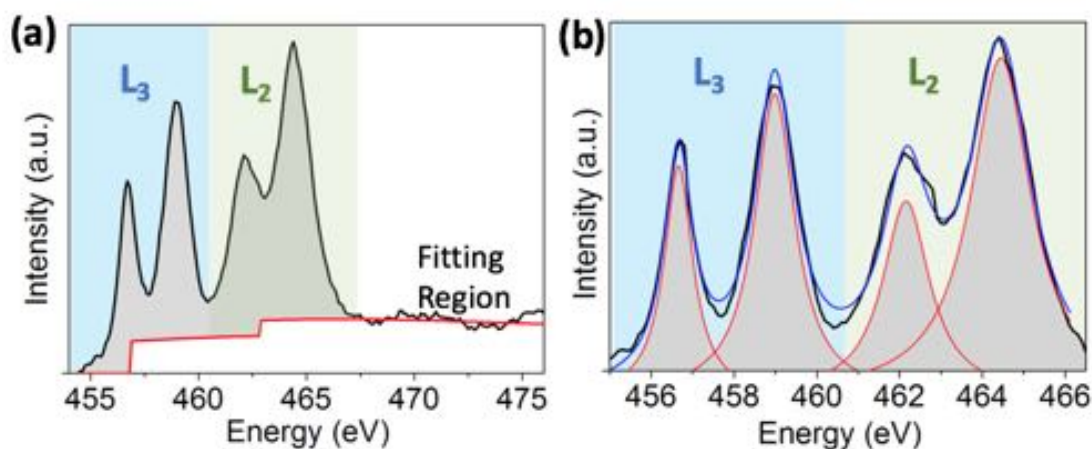 (a)
L₃
L₂
Fitting
Region
Intensity (a.u.)
455 460 465 470 475
Energy (eV)
(b)
L₃
L₂
Intensity (a.u.)
456 458 460 462 464 466
Energy (eV)